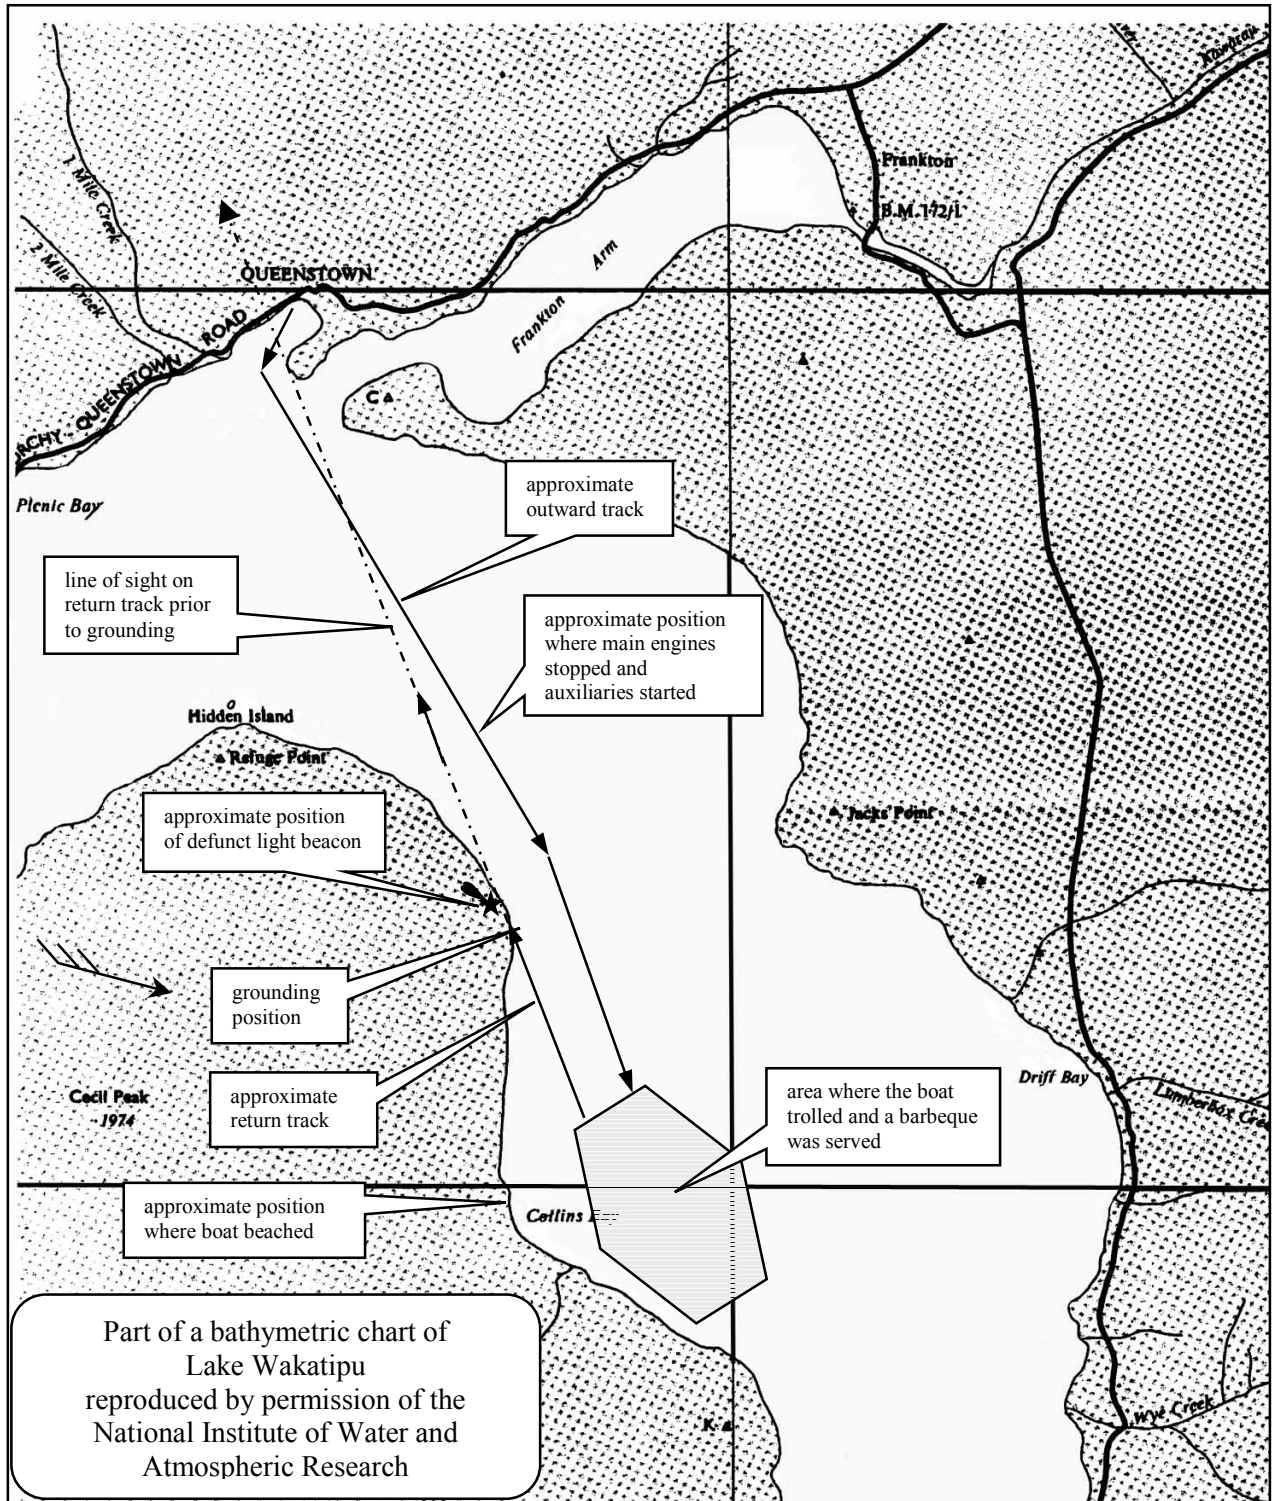 Kawarau
Frankton
B.M. 172/1
1 Mile Creek
2 Mile Creek
QUEENSTOWN
Frankton Arm
RCHY - QUEENSTOWN ROAD
C
approximate
outward track
line of sight on
return track prior
to grounding
approximate position
where main engines
stopped and
auxiliaries started
Hidden Island
Refuge Point
approximate position
of defunct light beacon
Jacks Point
grounding
position
approximate
return track
Cecil Peak
1974
area where the boat
trolled and a barbeque
was served
Driff Bay
Lumberbox
approximate position
where boat beached
Collins
Part of a bathymetric chart of
Lake Wakatipu
reproduced by permission of the
National Institute of Water and
Atmospheric Research
K
Wye Creek